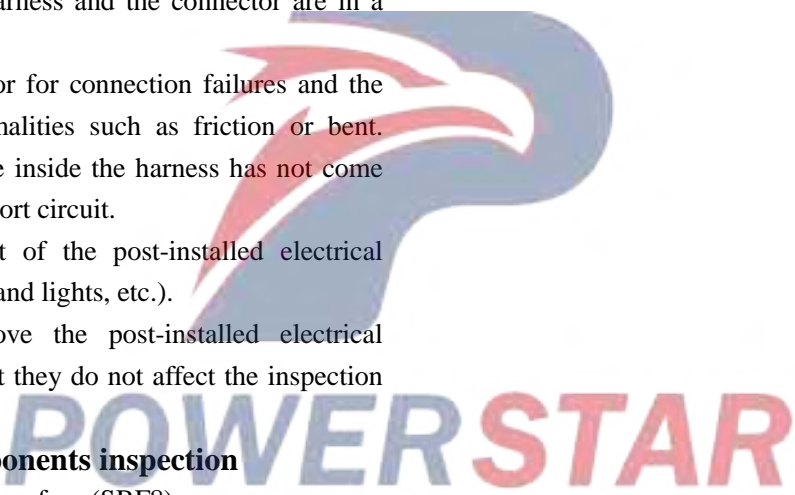 harness and the connector are in a
or for connection failures and the
nalities such as friction or bent.
e inside the harness has not come
ort circuit.
t of the post-installed electrical
and lights, etc.).
ove the post-installed electrical
t they do not affect the inspection
POWERSTAR
ponents inspection
(SBF8)